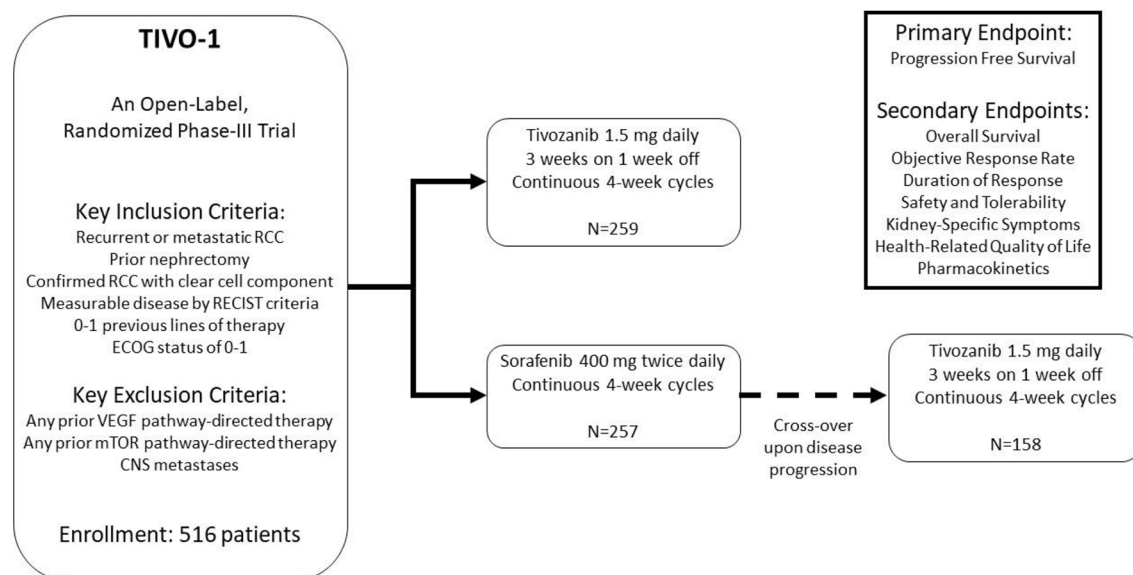 TIVO-1
An Open-Label,
Randomized Phase-III Trial
Key Inclusion Criteria:
Recurrent or metastatic RCC
Prior nephrectomy
Confirmed RCC with clear cell component
Measurable disease by RECIST criteria
0-1 previous lines of therapy
ECOG status of 0-1
Key Exclusion Criteria:
Any prior VEGF pathway-directed therapy
Any prior mTOR pathway-directed therapy
CNS metastases
Enrollment: 516 patients
Tivozanib 1.5 mg daily
3 weeks on 1 week off
Continuous 4-week cycles
N=259
Sorafenib 400 mg twice daily
Continuous 4-week cycles
N=257
Cross-over
upon disease
progression
Tivozanib 1.5 mg daily
3 weeks on 1 week off
Continuous 4-week cycles
N=158
Primary Endpoint:
Progression Free Survival
Secondary Endpoints:
Overall Survival
Objective Response Rate
Duration of Response
Safety and Tolerability
Kidney-Specific Symptoms
Health-Related Quality of Life
Pharmacokinetics